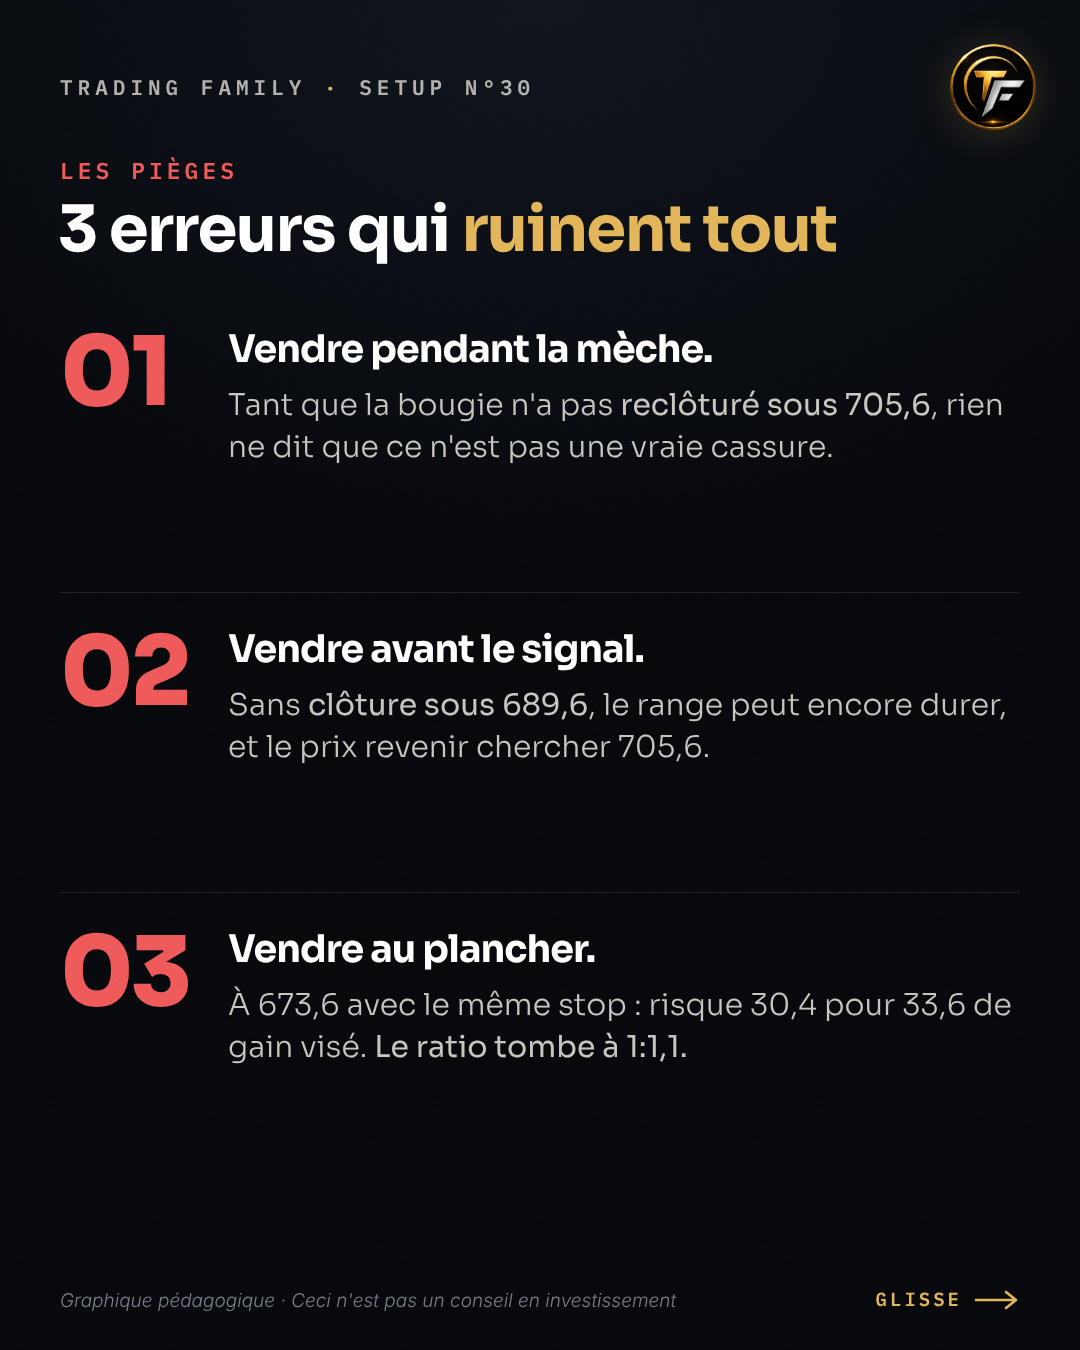 TRADING FAMILY · SETUP N°30
TF
LES PIÈGES
3 erreurs qui ruinent tout
01
Vendre pendant la mèche.
Tant que la bougie n'a pas reclôturé sous 705,6, rien
ne dit que ce n'est pas une vraie cassure.
02
Vendre avant le signal.
Sans clôture sous 689,6, le range peut encore durer,
et le prix revenir chercher 705,6.
03
Vendre au plancher.
À 673,6 avec le même stop : risque 30,4 pour 33,6 de
gain visé. Le ratio tombe à 1:1,1.
Graphique pédagogique · Ceci n'est pas un conseil en investissement
GLISSE →